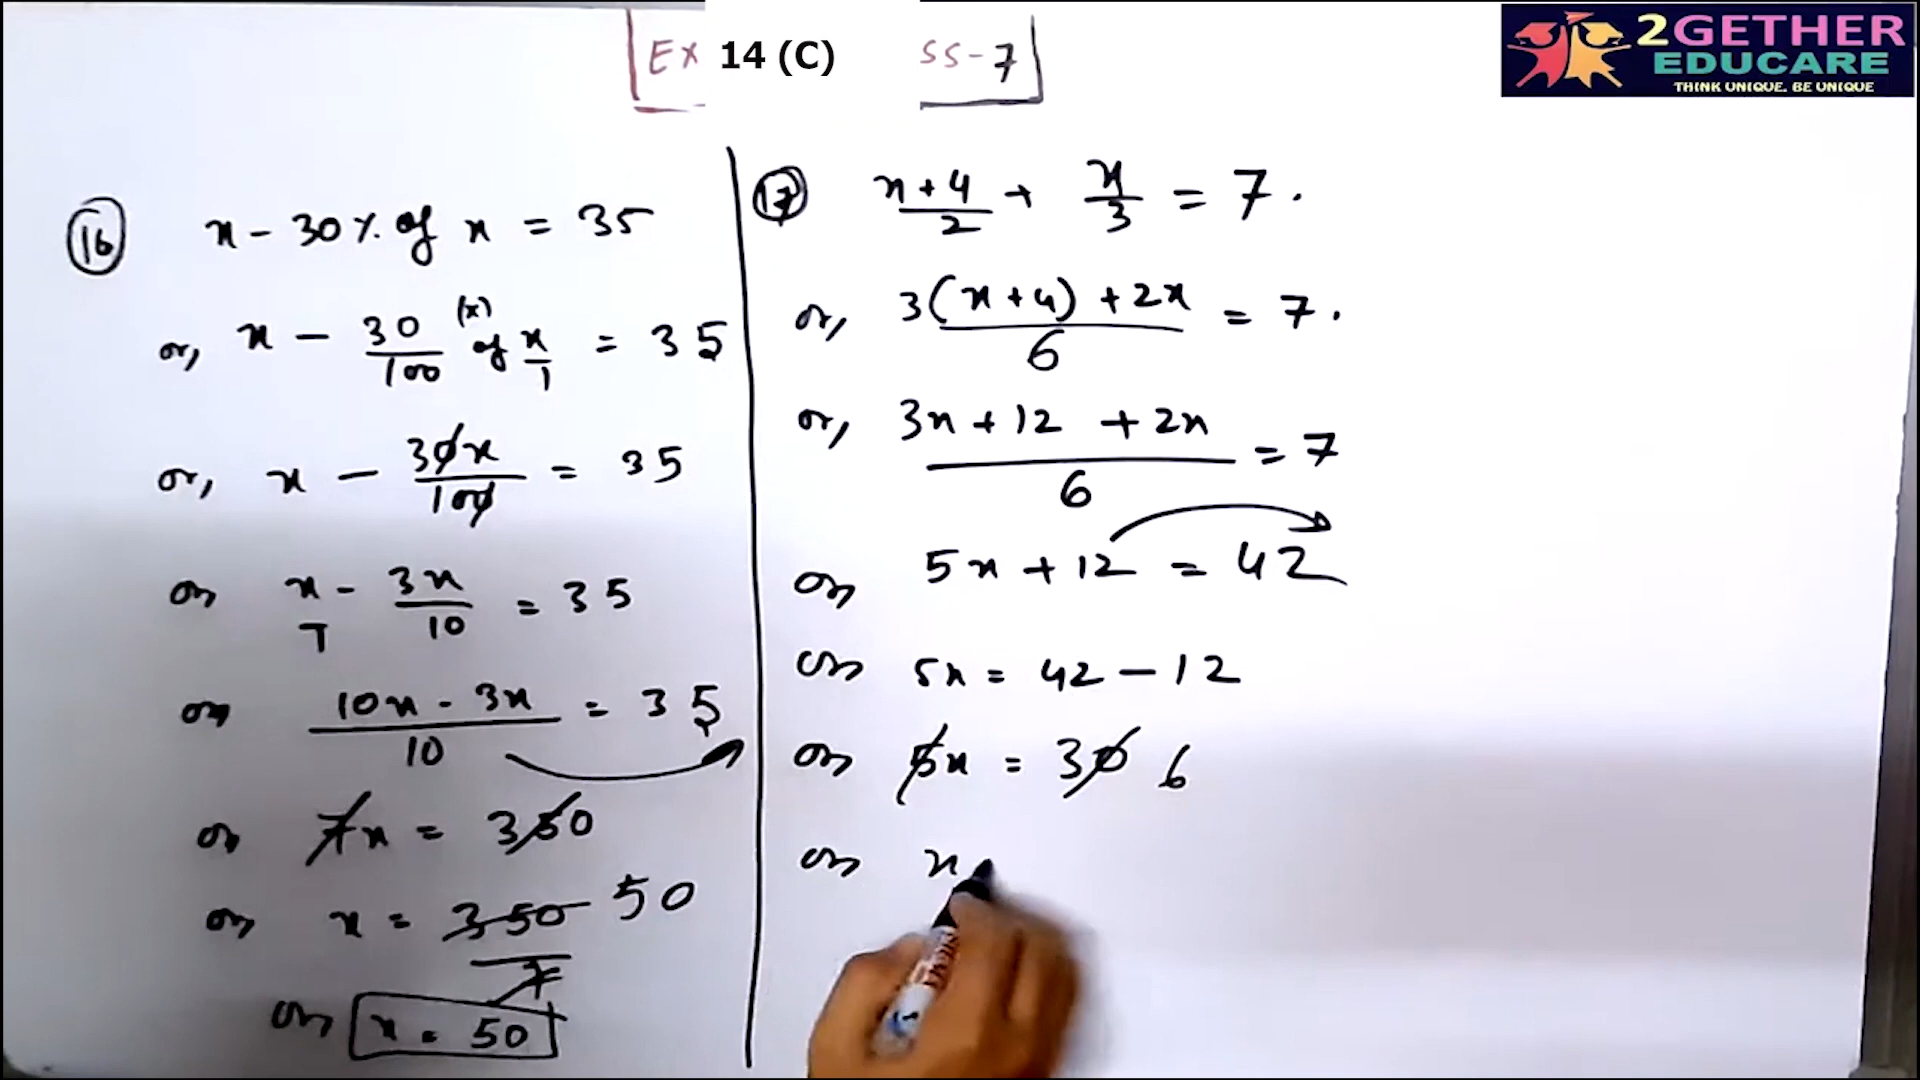 Ex 14 (C) ss-7
2GETHER
EDUCARE
THINK UNIQUE. BE UNIQUE
16 x - 30% of x = 35
or, x - 30/100 (x) of x/1 = 35
or, x - 30x/100 = 35
or x/1 - 3x/10 = 35
or 10x - 3x/10 = 35
or 7x = 350
or x = 350/7 50
or x = 50
17 x+4/2 + x/3 = 7.
or, 3(x+4) + 2x/6 = 7.
or, 3x + 12 + 2x/6 = 7
or 5x + 12 = 42
or 5x = 42 - 12
or 5x = 30 6
or x